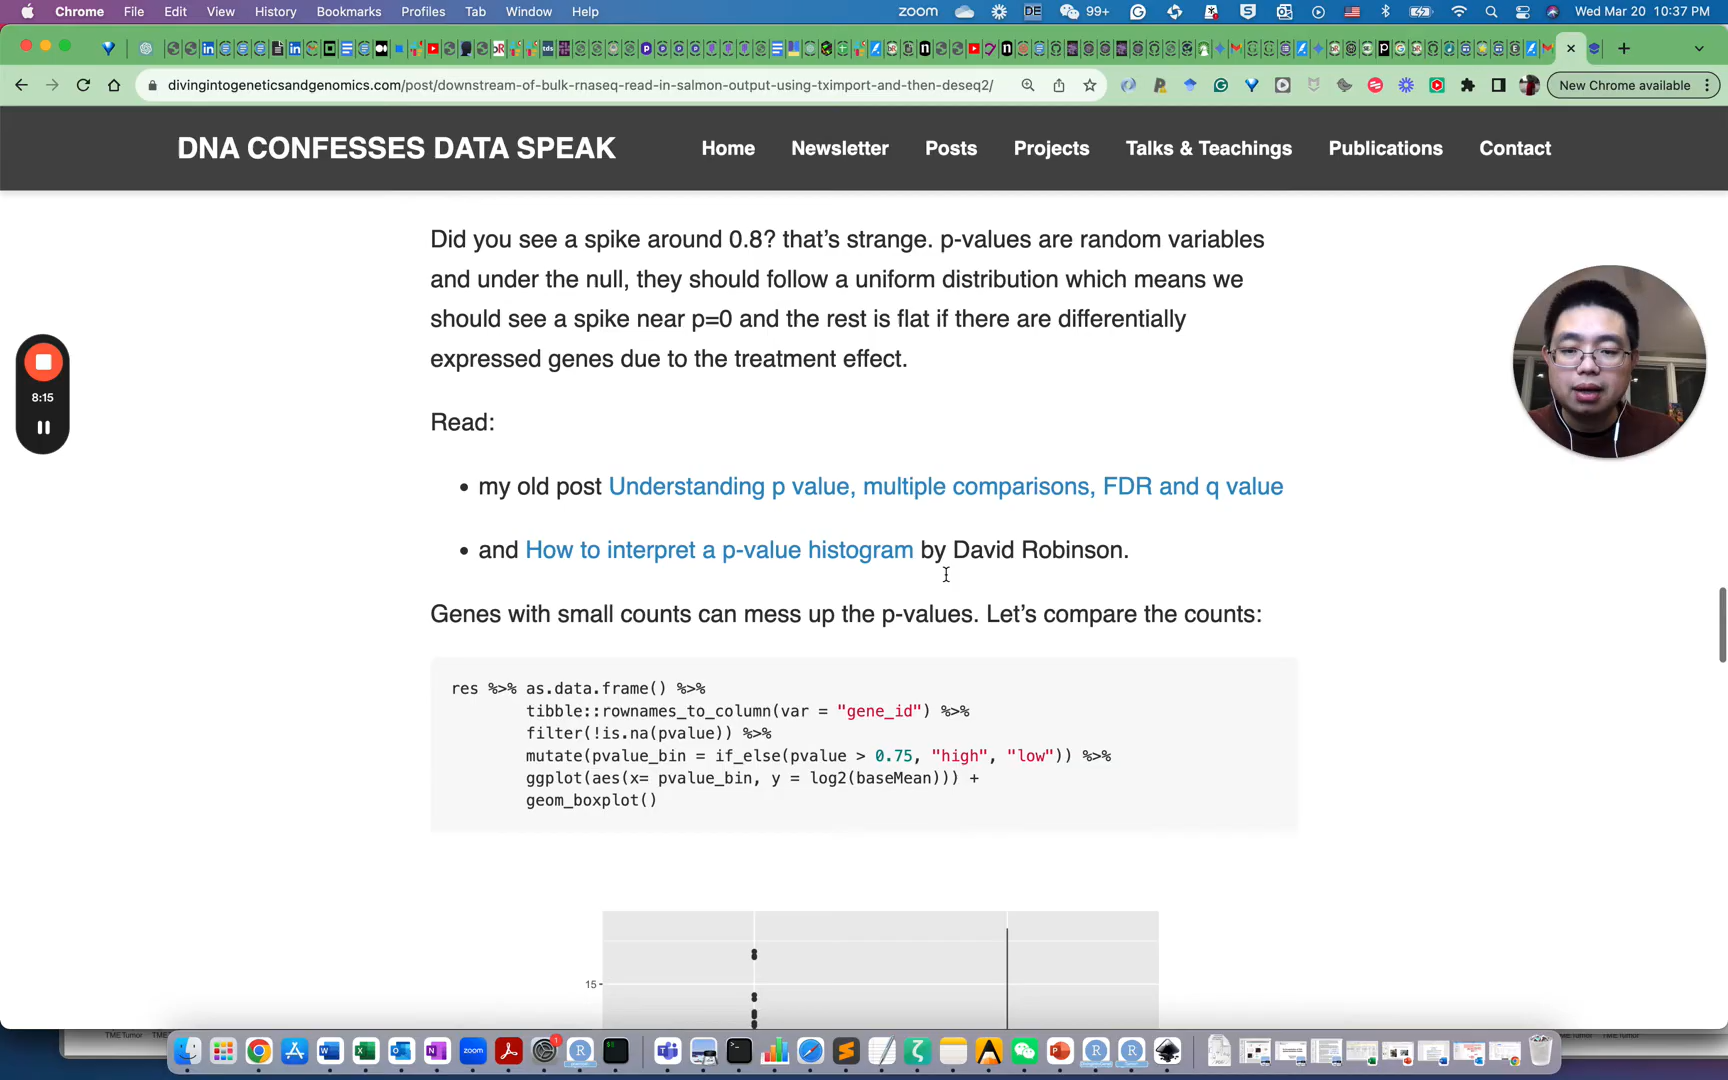 Chrome File Edit View History Bookmarks Profiles Tab Window Help zoom DE 99+ Wed Mar 20 10:37 PM
divingintogeneticsandgenomics.com/post/downstream-of-bulk-rnaseq-read-in-salmon-output-using-tximport-and-then-deseq2/ New Chrome available
DNA CONFESSES DATA SPEAK Home Newsletter Posts Projects Talks & Teachings Publications Contact
Did you see a spike around 0.8? that's strange. p-values are random variables
and under the null, they should follow a uniform distribution which means we
should see a spike near p=0 and the rest is flat if there are differentially
expressed genes due to the treatment effect.
8:15
Read:
• my old post Understanding p value, multiple comparisons, FDR and q value
• and How to interpret a p-value histogram by David Robinson.
Genes with small counts can mess up the p-values. Let's compare the counts:
res %>% as.data.frame() %>%
tibble::rownames_to_column(var = "gene_id") %>%
filter(!is.na(pvalue)) %>%
mutate(pvalue_bin = if_else(pvalue > 0.75, "high", "low")) %>%
ggplot(aes(x= pvalue_bin, y = log2(baseMean))) +
geom_boxplot()
15